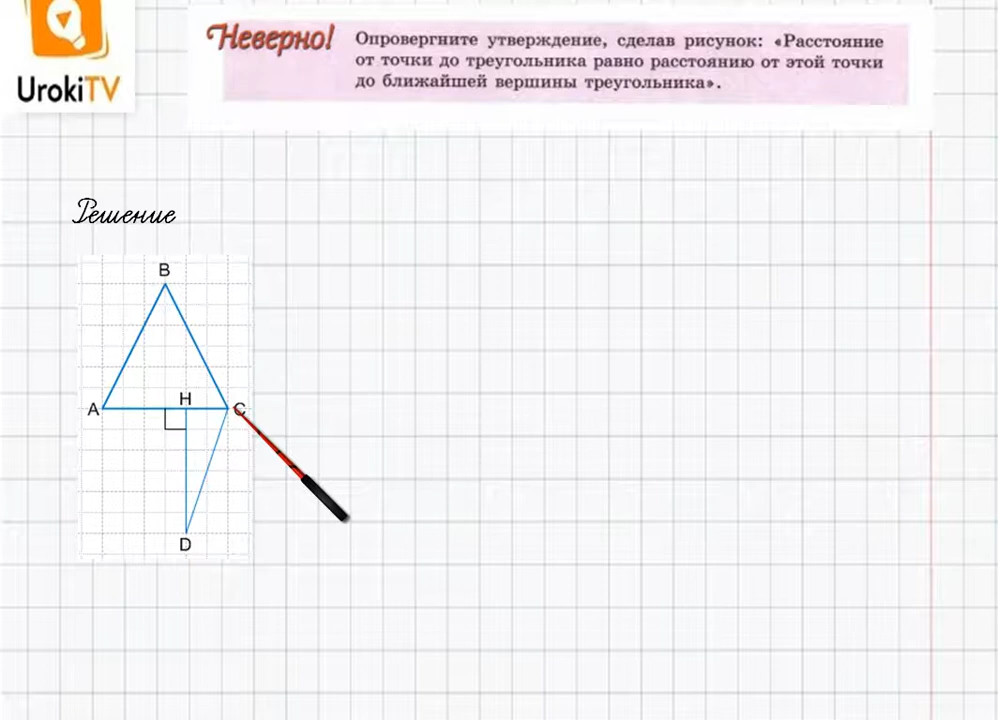 UrokiTV
Неверно!
Опровергните утверждение, сделав рисунок: «Расстояние
от точки до треугольника равно расстоянию от этой точки
до ближайшей вершины треугольника».
Решение
B
A
H
C
D